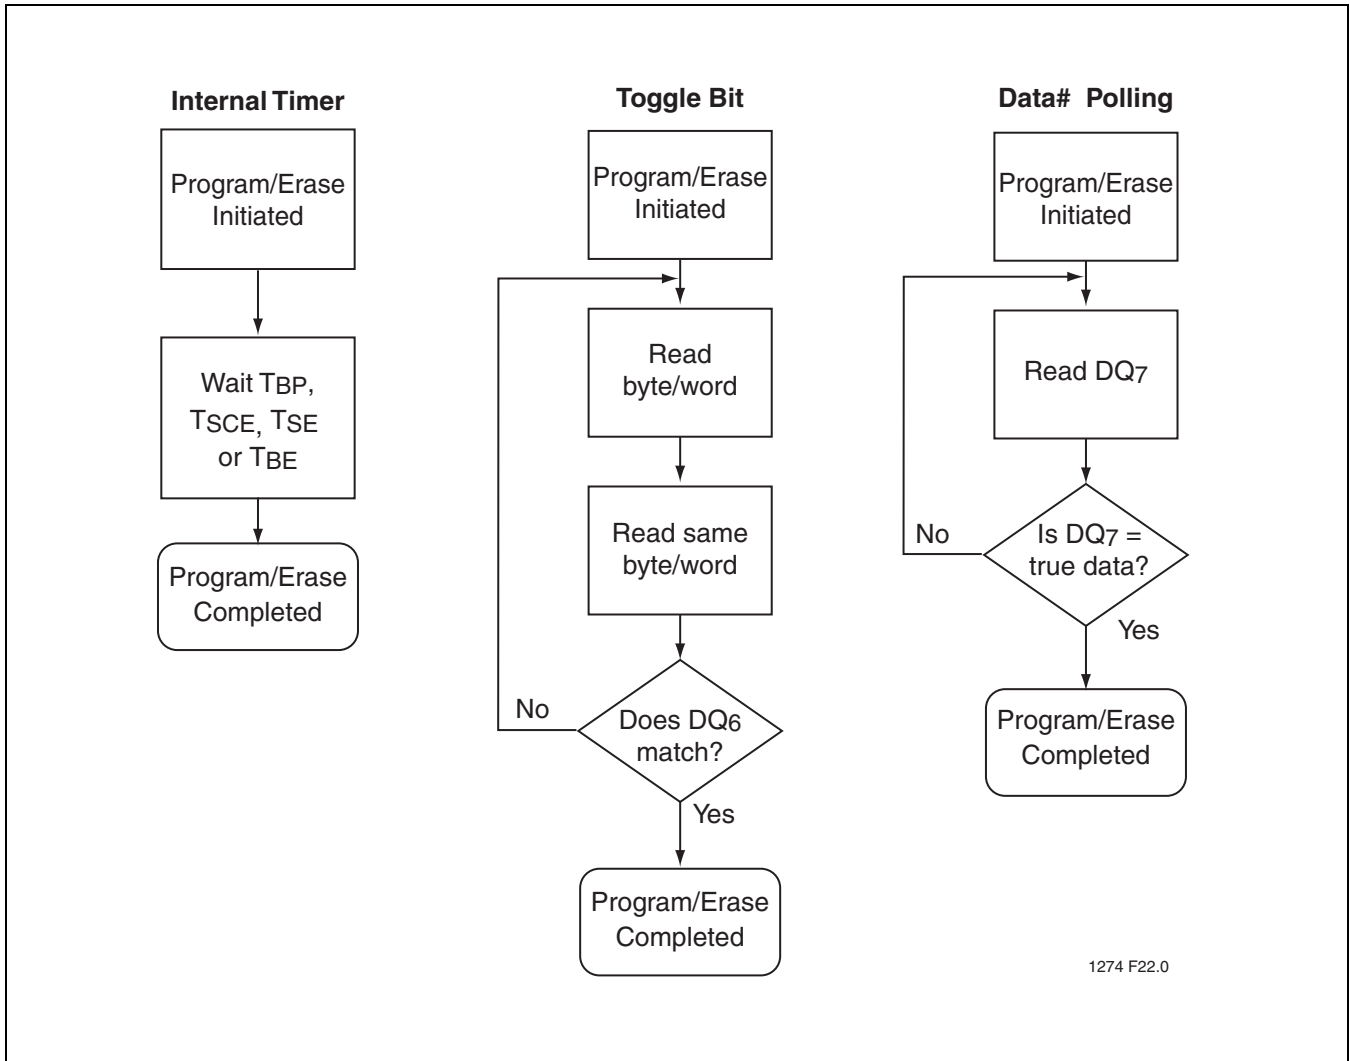 Internal Timer
Program/Erase
Initiated
Wait TBP,
TSCE, TSE
or TBE
Program/Erase
Completed
Toggle Bit
Program/Erase
Initiated
Read
byte/word
Read same
byte/word
Does DQ6
match?
No
Yes
Program/Erase
Completed
Data# Polling
Program/Erase
Initiated
Read DQ7
Is DQ7 =
true data?
No
Yes
Program/Erase
Completed
1274 F22.0